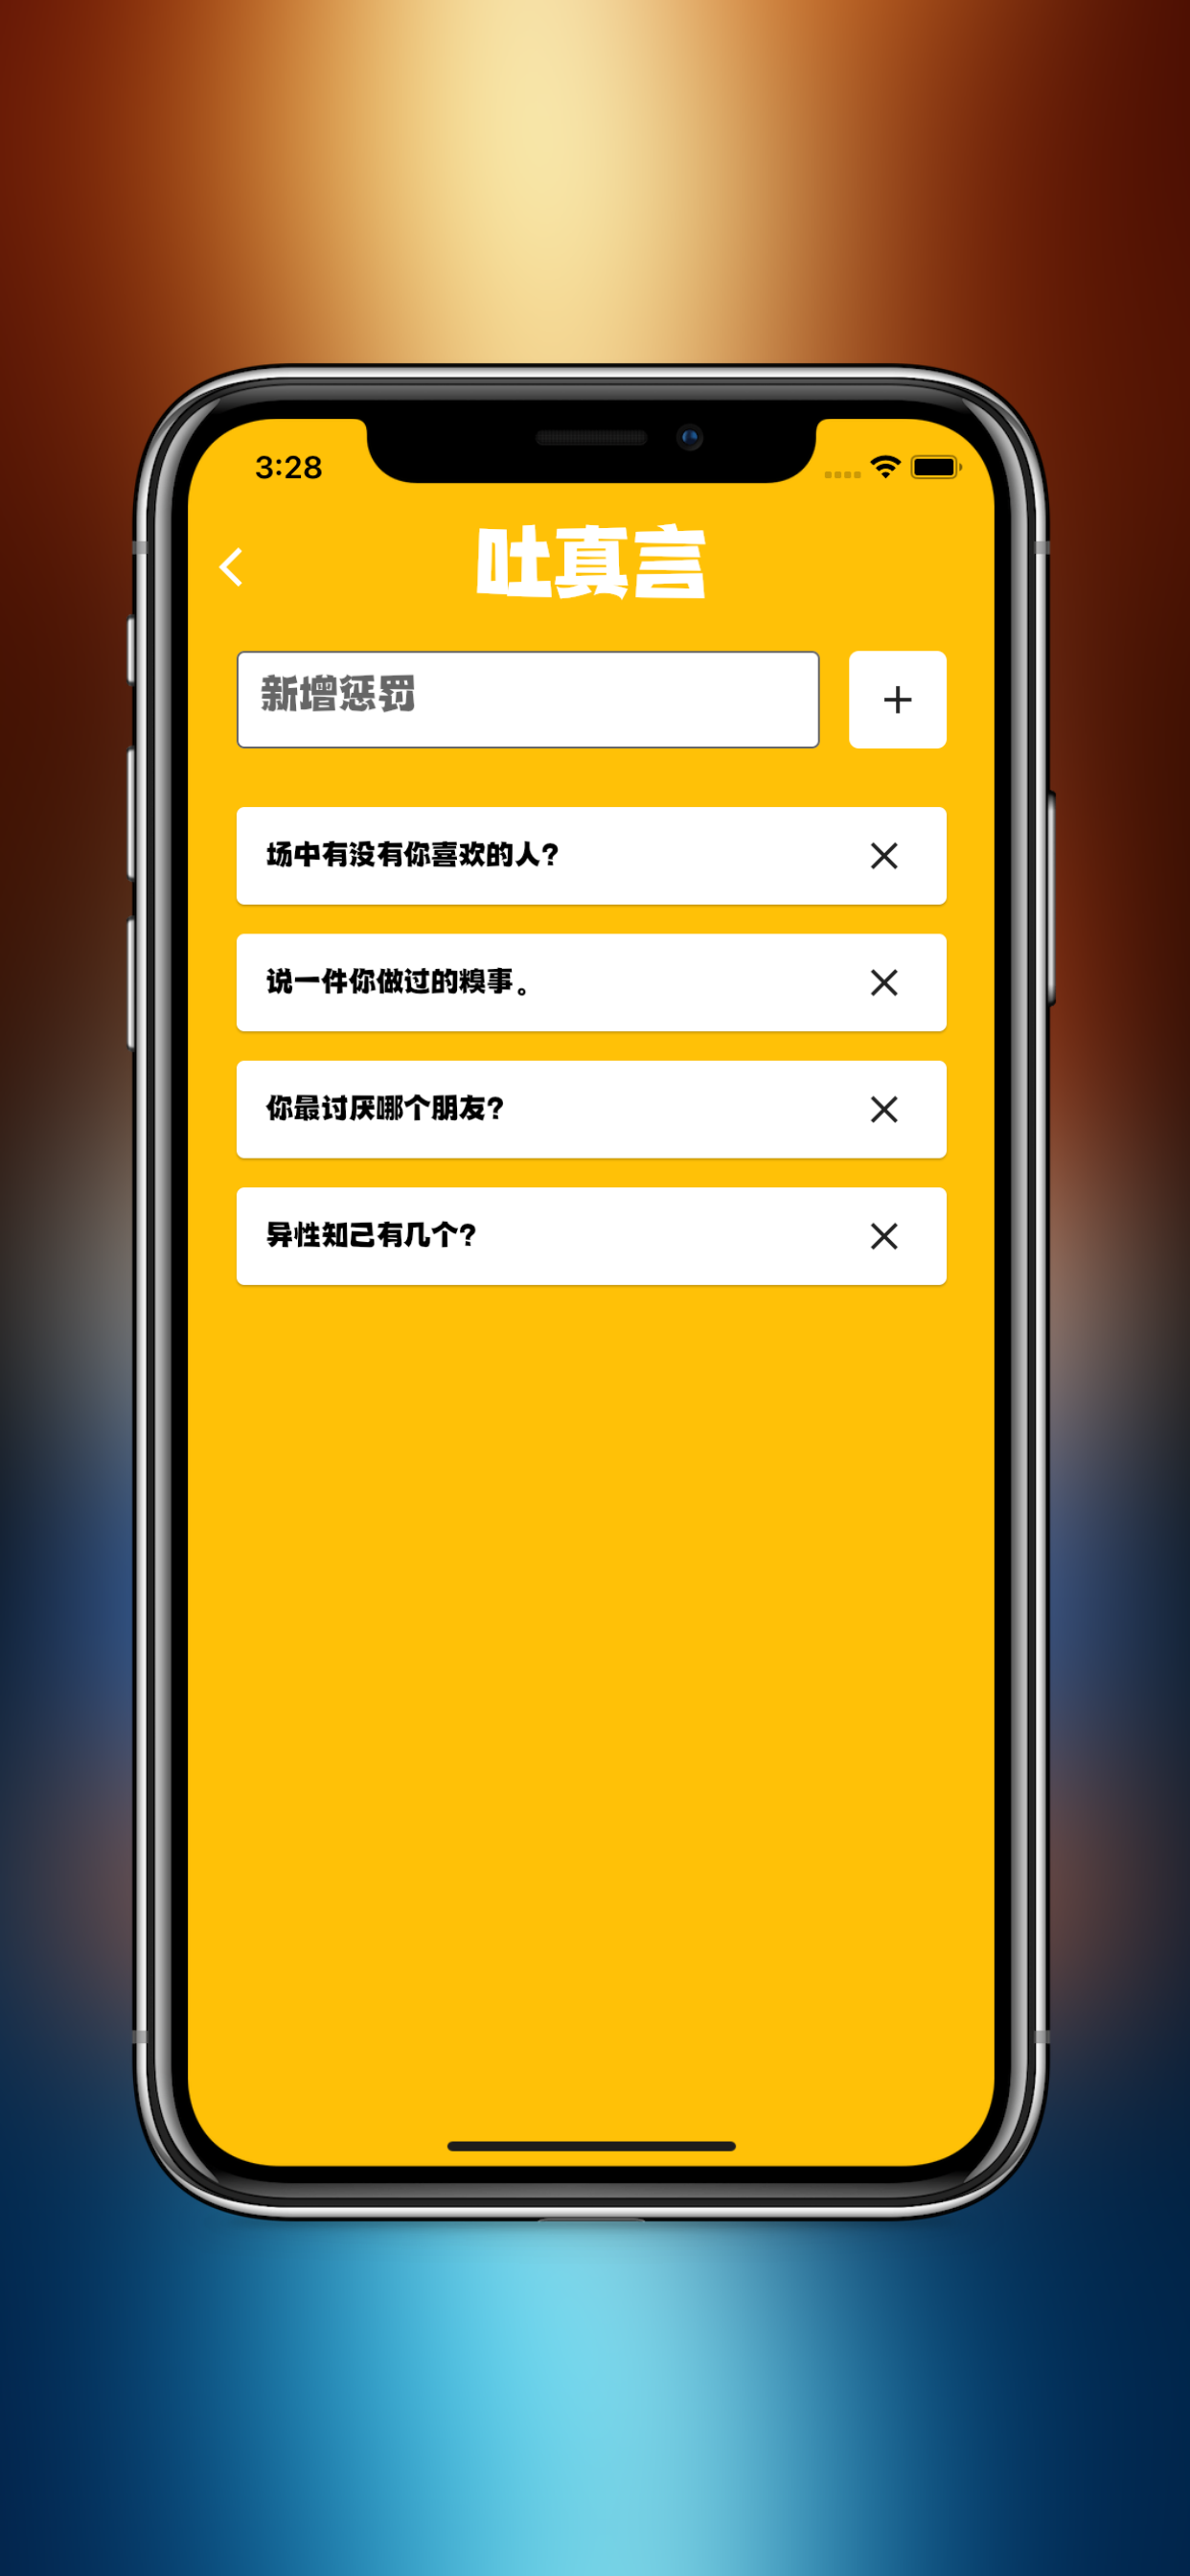 3:28
吐真言
新增惩罚
场中有没有你喜欢的人?
说一件你做过的糗事。
你最讨厌哪个朋友?
异性知己有几个?